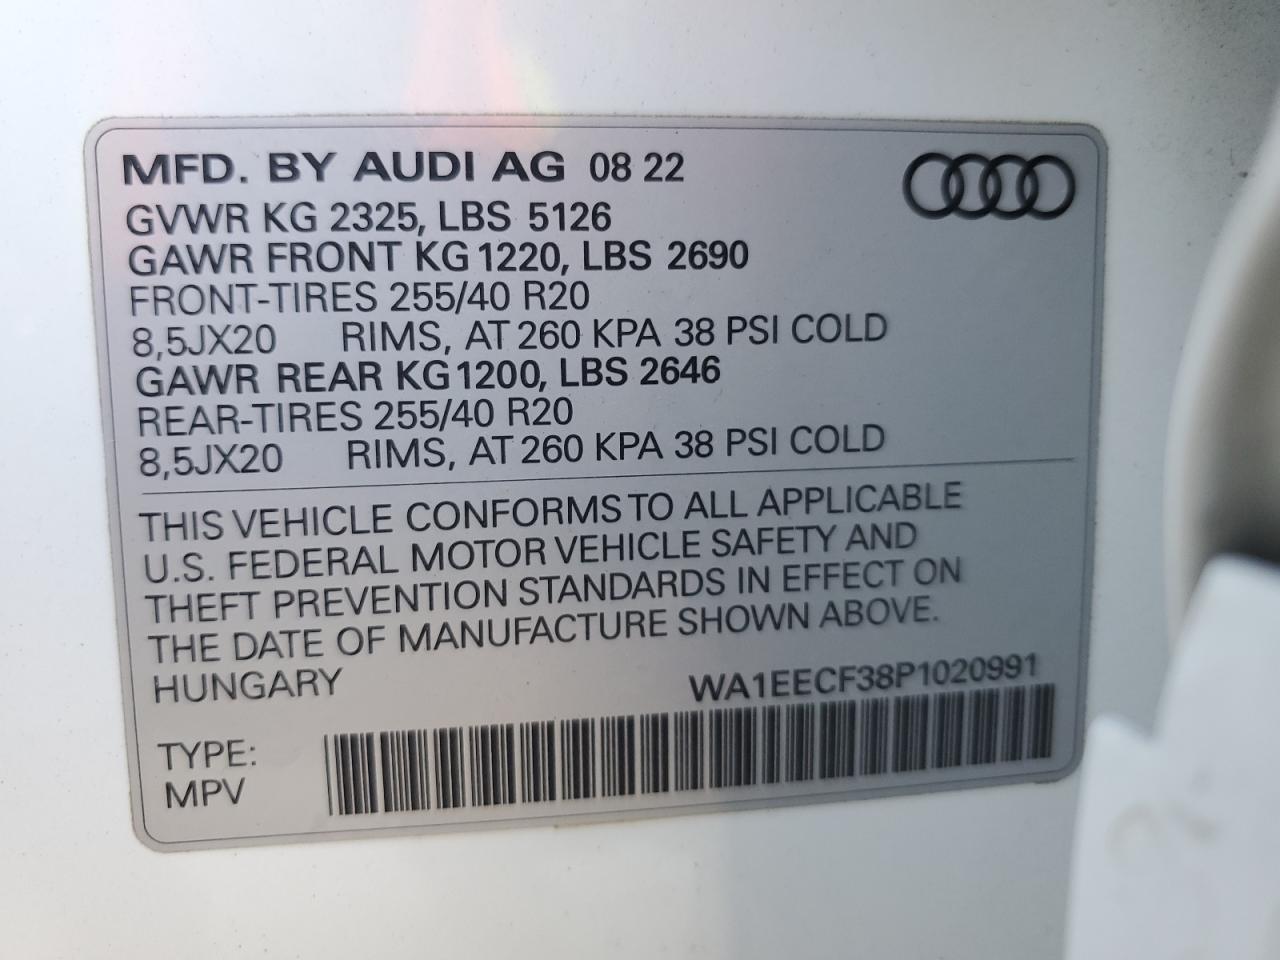 MFD. BY AUDI AG 08 22
GVWR KG 2325, LBS 5126
GAWR FRONT KG 1220, LBS 2690
FRONT-TIRES 255/40 R20
8,5JX20 RIMS, AT 260 KPA 38 PSI COLD
GAWR REAR KG 1200, LBS 2646
REAR-TIRES 255/40 R20
8,5JX20 RIMS, AT 260 KPA 38 PSI COLD
THIS VEHICLE CONFORMS TO ALL APPLICABLE
U.S. FEDERAL MOTOR VEHICLE SAFETY AND
THEFT PREVENTION STANDARDS IN EFFECT ON
THE DATE OF MANUFACTURE SHOWN ABOVE.
HUNGARY WA1EECF38P1020991
TYPE:
MPV